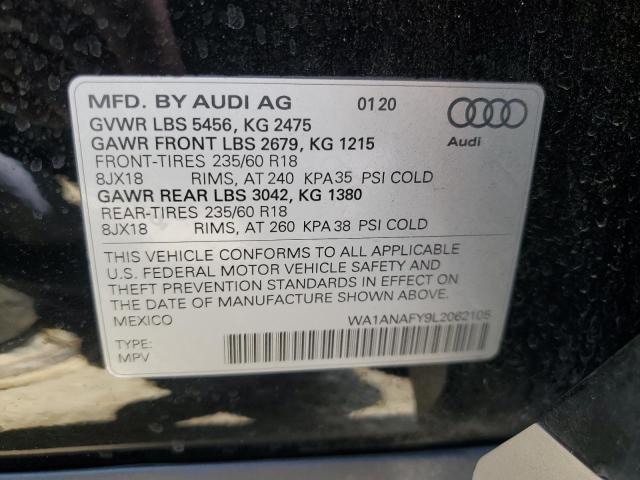 MFD. BY AUDI AG 01 20
GVWR LBS 5456, KG 2475
GAWR FRONT LBS 2679, KG 1215
FRONT-TIRES 235/60 R18
8JX18 RIMS, AT 240 KPA35 PSI COLD
GAWR REAR LBS 3042, KG 1380
REAR-TIRES 235/60 R18
8JX18 RIMS, AT 260 KPA38 PSI COLD
Audi
THIS VEHICLE CONFORMS TO ALL APPLICABLE
U.S. FEDERAL MOTOR VEHICLE SAFETY AND
THEFT PREVENTION STANDARDS IN EFFECT ON
THE DATE OF MANUFACTURE SHOWN ABOVE.
MEXICO WA1ANAFY9L2062105
TYPE:
MPV